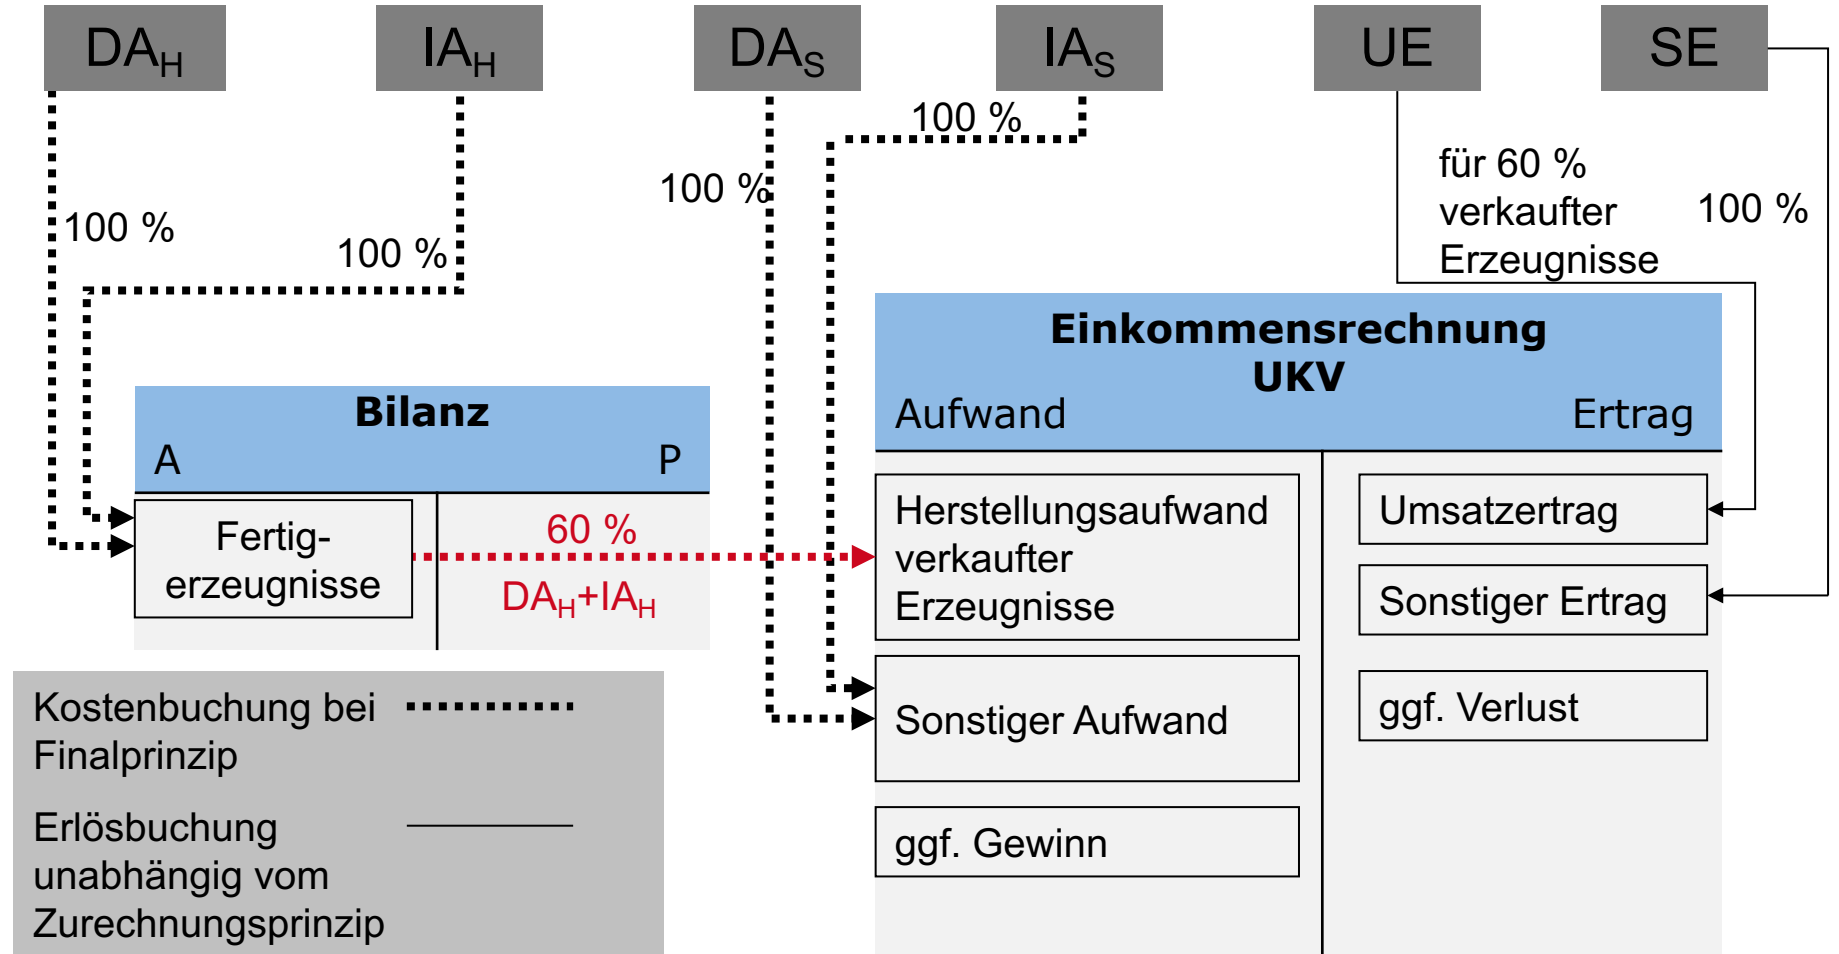 DAH
IAH
DAS
IAS
UE
SE
100 %
100 %
100 %
100 %
für 60 %
verkaufter
Erzeugnisse
100 %
Bilanz
A P
Fertig-
erzeugnisse
60 %
DAH+IAH
Einkommensrechnung
UKV
Aufwand Ertrag
Herstellungsaufwand
verkaufter
Erzeugnisse
Sonstiger Aufwand
ggf. Gewinn
Umsatzertrag
Sonstiger Ertrag
ggf. Verlust
Kostenbuchung bei
Finalprinzip
Erlösbuchung
unabhängig vom
Zurechnungsprinzip